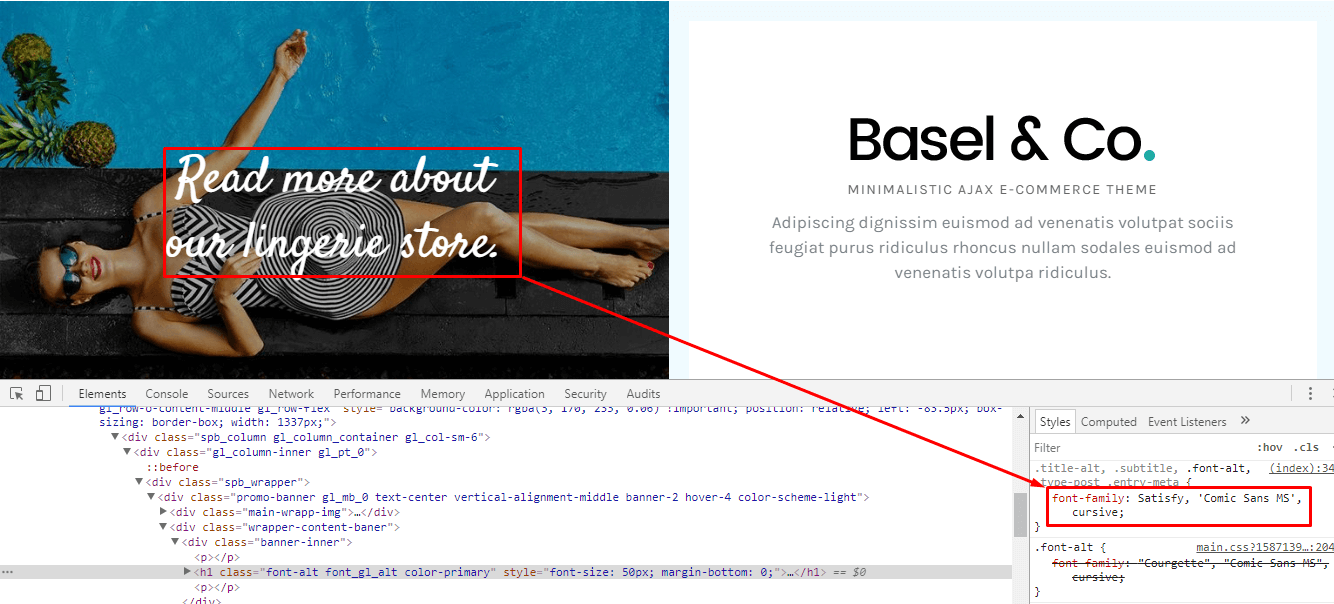 Read more about
our lingerie store.
Basel & Co.
MINIMALISTIC AJAX E-COMMERCE THEME
Adipiscing dignissim euismod ad venenatis volutpat sociis
feugiat purus ridiculus rhoncus nullam sodales euismod ad
venenatis volutpa ridiculus.
Elements Console Sources Network Performance Memory Application Security Audits
gl_row-o-content-middle gl_row-flex" style="background-color: rgba(3, 170, 233, 0.06) !important; position: relative; left: -83.5px; box-
sizing: border-box; width: 1337px;">
▼<div class="spb_column gl_column_container gl_col-sm-6">
▼<div class="gl_column-inner gl_pt_0">
::before
▼<div class="spb_wrapper">
▼<div class="promo-banner gl_mb_0 text-center vertical-alignment-middle banner-2 hover-4 color-scheme-light">
▶<div class="main-wrapp-img">…</div>
▼<div class="wrapper-content-baner">
▼<div class="banner-inner">
<p></p>
▶<h1 class="font-alt font_gl_alt color-primary" style="font-size: 50px; margin-bottom: 0;">…</h1> == $0
<p></p>
</div>
Styles Computed Event Listeners »
Filter :hov .cls
.title-alt, .subtitle, .font-alt, (index):34
.type-post .entry-meta {
font-family: Satisfy, 'Comic Sans MS',
cursive;
}
.font-alt { main.css?1587139…:204
font-family: "Courgette", "Comic Sans MS",
cursive;
}